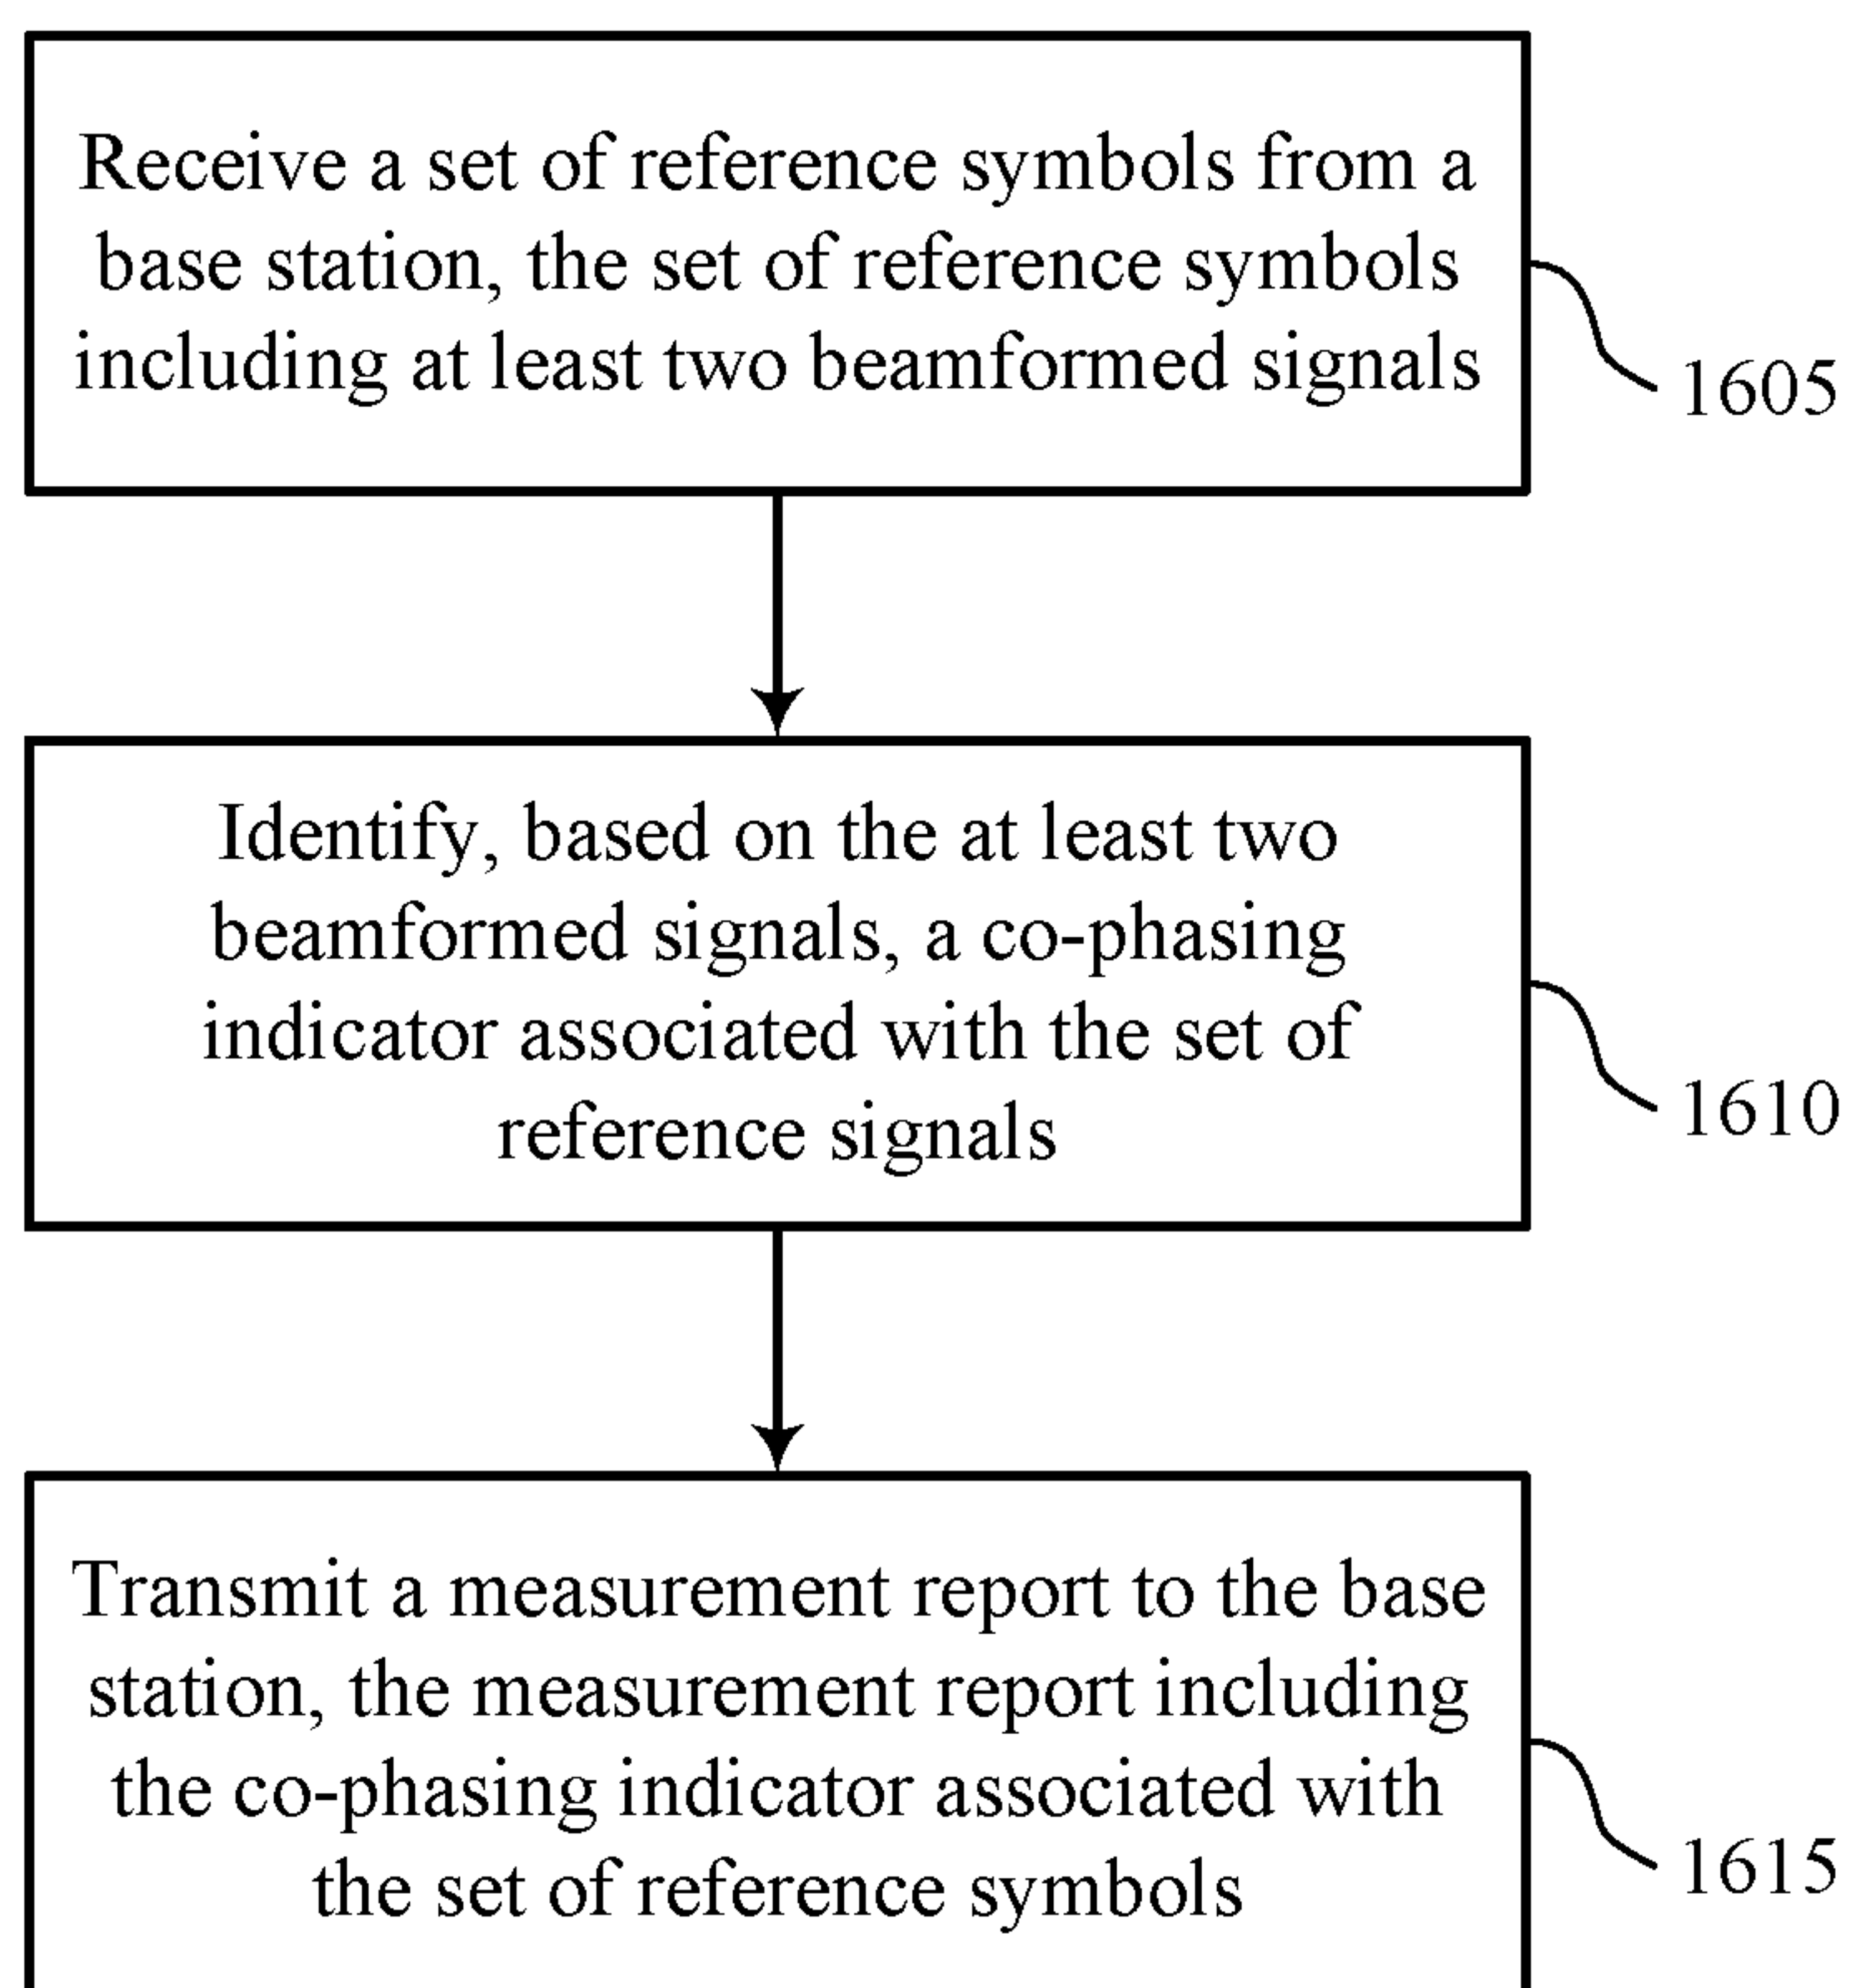 Receive a set of reference symbols from a
base station, the set of reference symbols
including at least two beamformed signals
1605
Identify, based on the at least two
beamformed signals, a co-phasing
indicator associated with the set of
reference signals
1610
Transmit a measurement report to the base
station, the measurement report including
the co-phasing indicator associated with
the set of reference symbols
1615